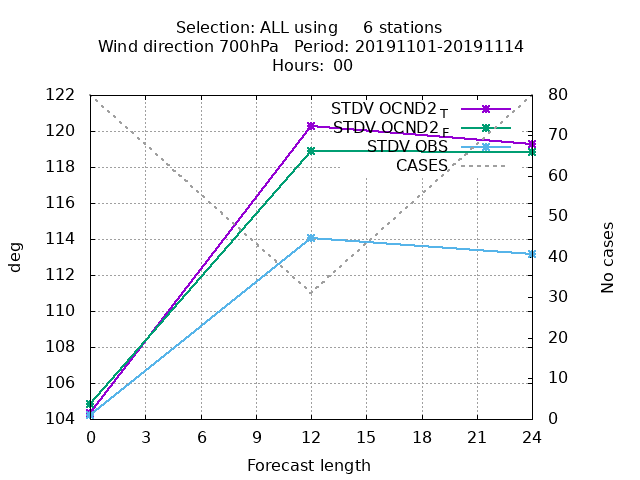 Selection: ALL using     6 stations
Wind direction 700hPa   Period: 20191101-20191114
Hours:  00
122
120
118
116
114
112
110
108
106
104
80
70
60
50
40
30
20
10
0
STDV OCND2 T
STDV OCND2 F
STDV OBS
CASES
deg
No cases
0 3 6 9 12 15 18 21 24
Forecast length